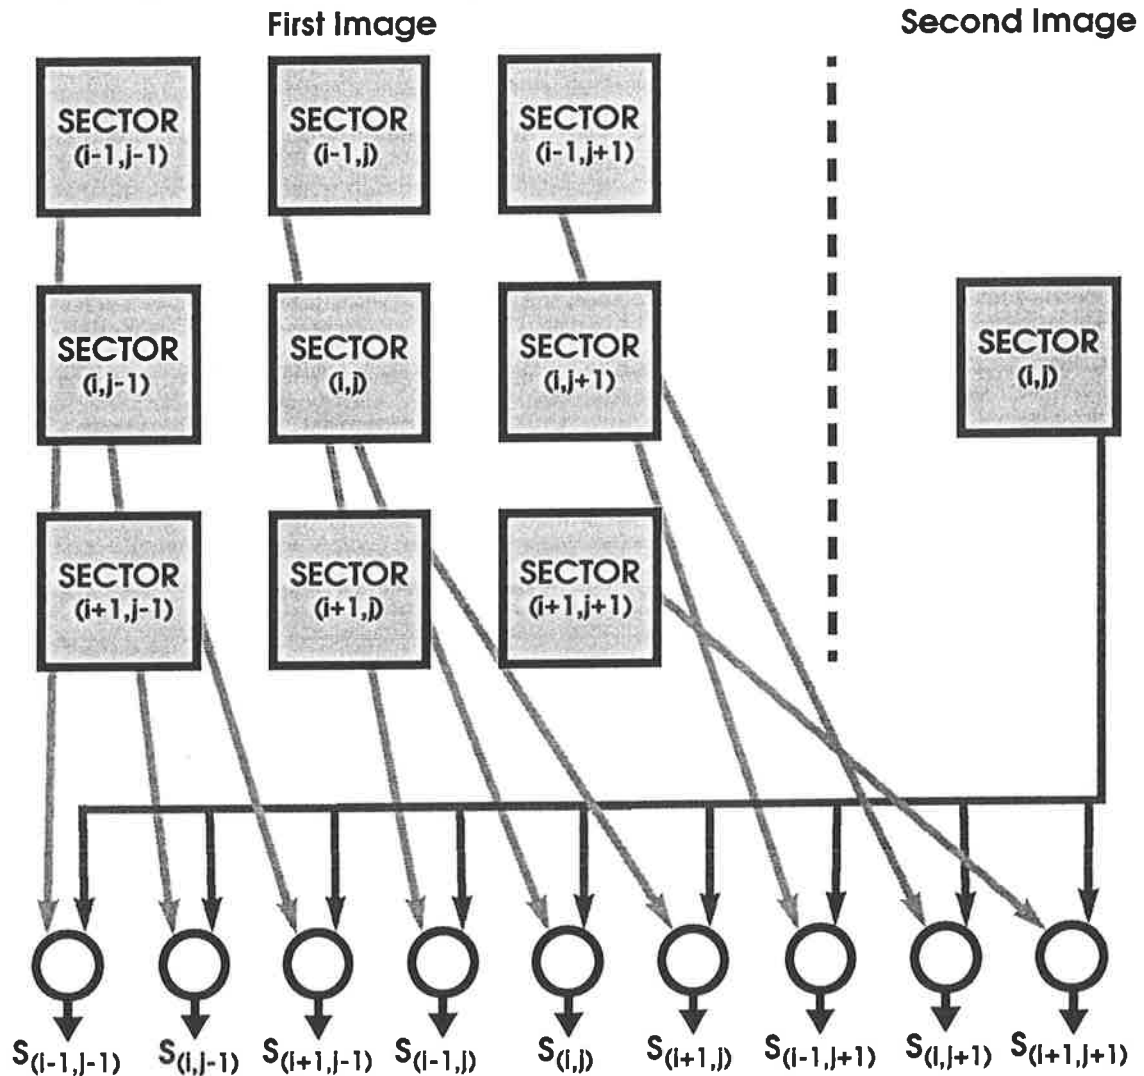 First Image
Second Image
SECTOR
(i-1,j-1)
SECTOR
(i-1,j)
SECTOR
(i-1,j+1)
SECTOR
(i,j-1)
SECTOR
(i,j)
SECTOR
(i,j+1)
SECTOR
(i,j)
SECTOR
(i+1,j-1)
SECTOR
(i+1,j)
SECTOR
(i+1,j+1)
S(i-1,j-1)
S(i,j-1)
S(i+1,j-1)
S(i-1,j)
S(i,j)
S(i+1,j)
S(i-1,j+1)
S(i,j+1)
S(i+1,j+1)